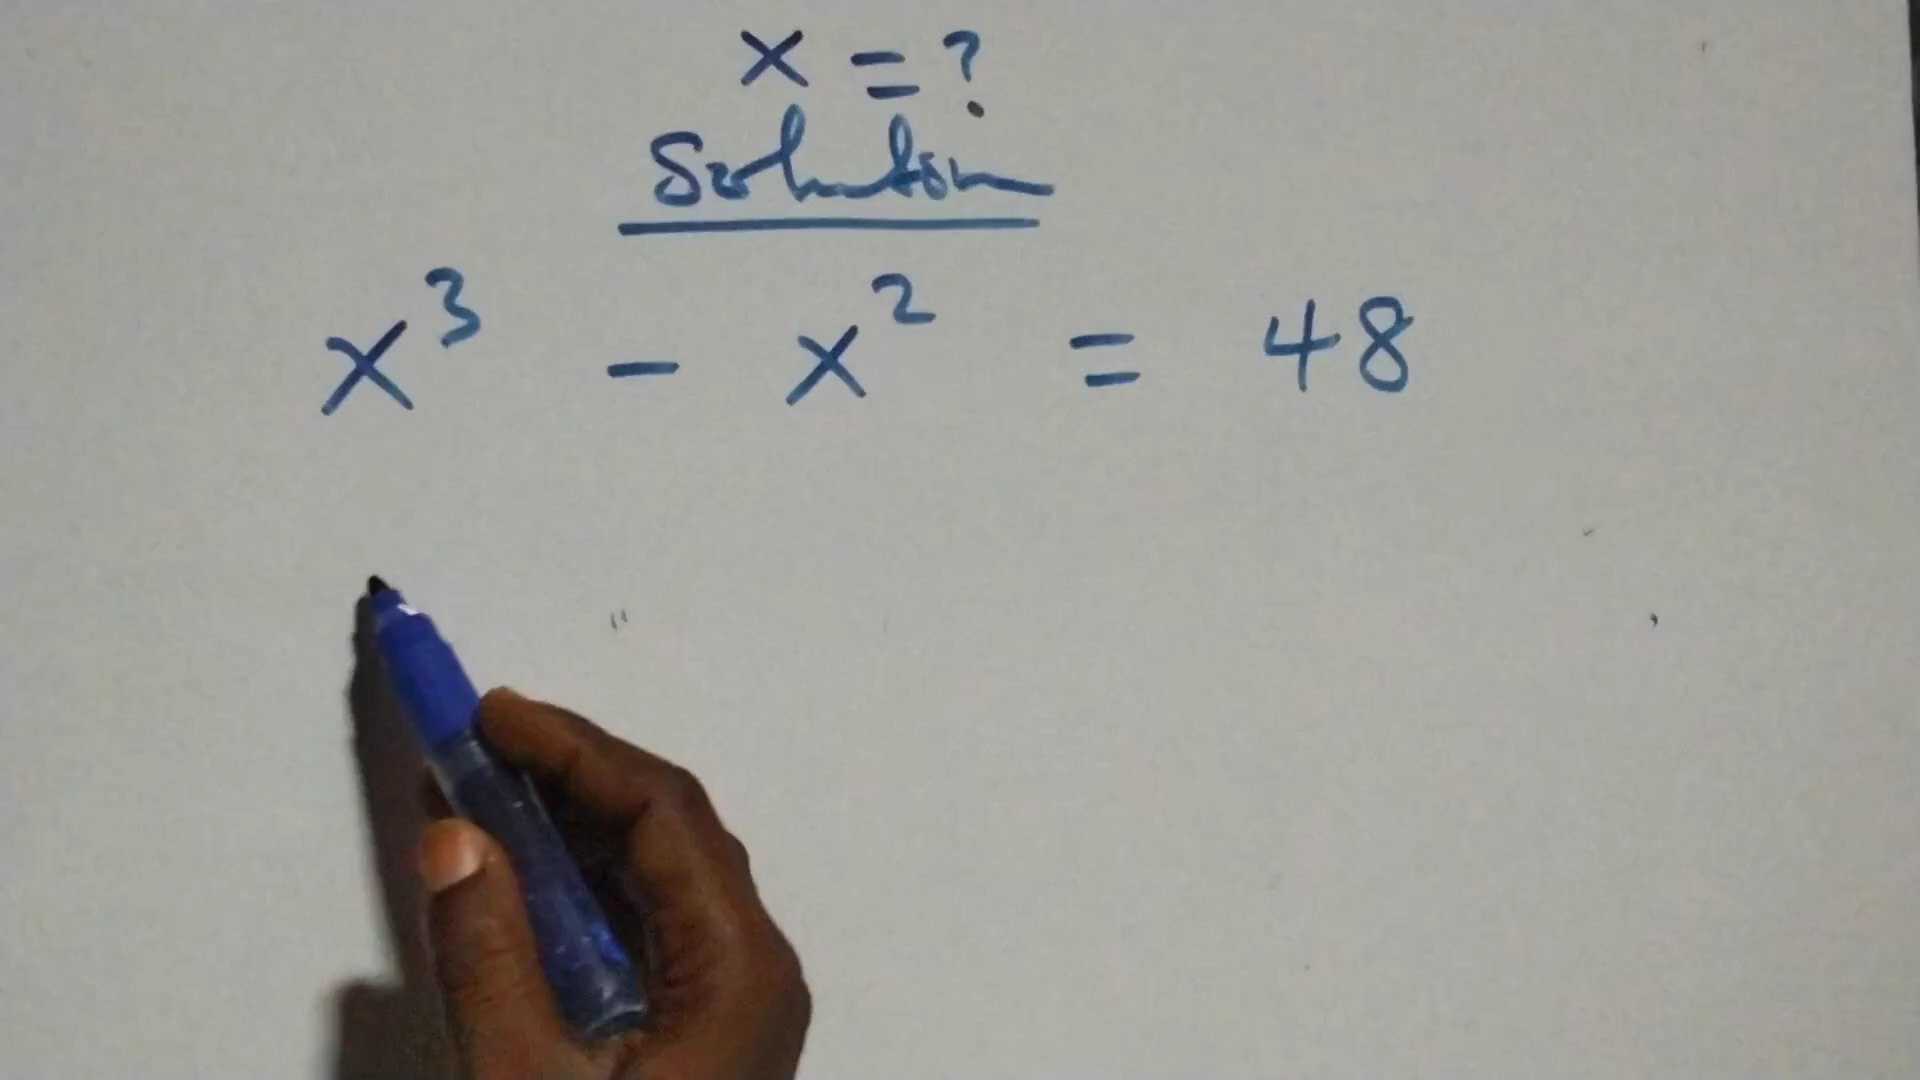 x = ?
Solution
x³ - x² = 48